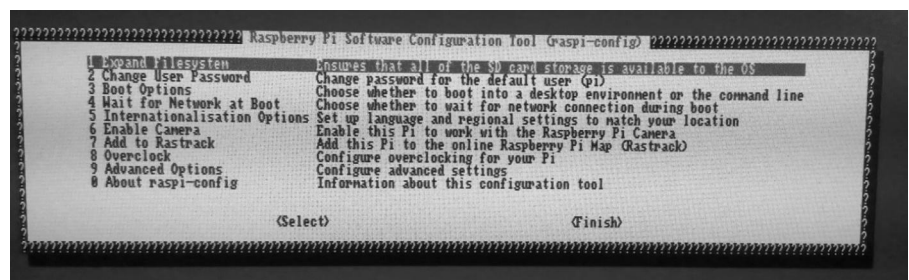 Raspberry Pi Software Configuration Tool (raspi-config)
1 Expand Filesystem Ensures that all of the SD card storage is available to the OS
2 Change User Password Change password for the default user (pi)
3 Boot Options Choose whether to boot into a desktop environment or the command line
4 Wait for Network at Boot Choose whether to wait for network connection during boot
5 Internationalisation Options Set up language and regional settings to match your location
6 Enable Camera Enable this Pi to work with the Raspberry Pi Camera
7 Add to Rastrack Add this Pi to the online Raspberry Pi Map (Rastrack)
8 Overclock Configure overclocking for your Pi
9 Advanced Options Configure advanced settings
0 About raspi-config Information about this configuration tool
<Select> <Finish>